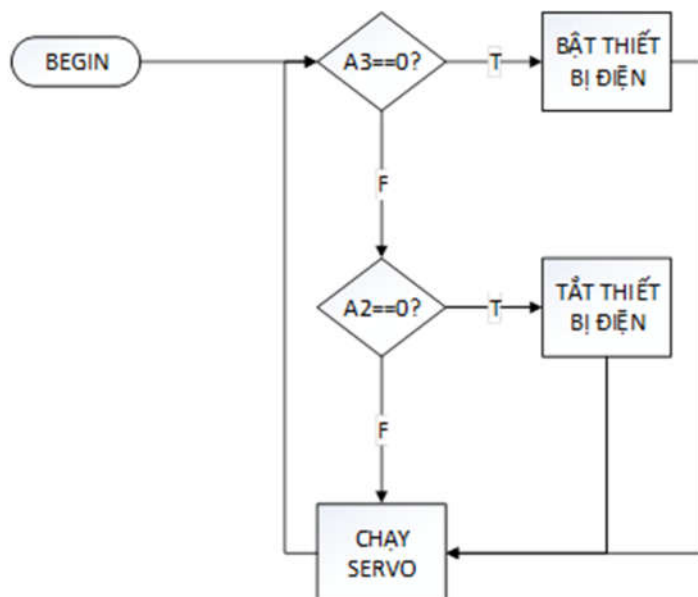 BEGIN
A3==0?
T
BẬT THIẾT
BỊ ĐIỆN
F
A2==0?
T
TẮT THIẾT
BỊ ĐIỆN
F
CHẠY
SERVO